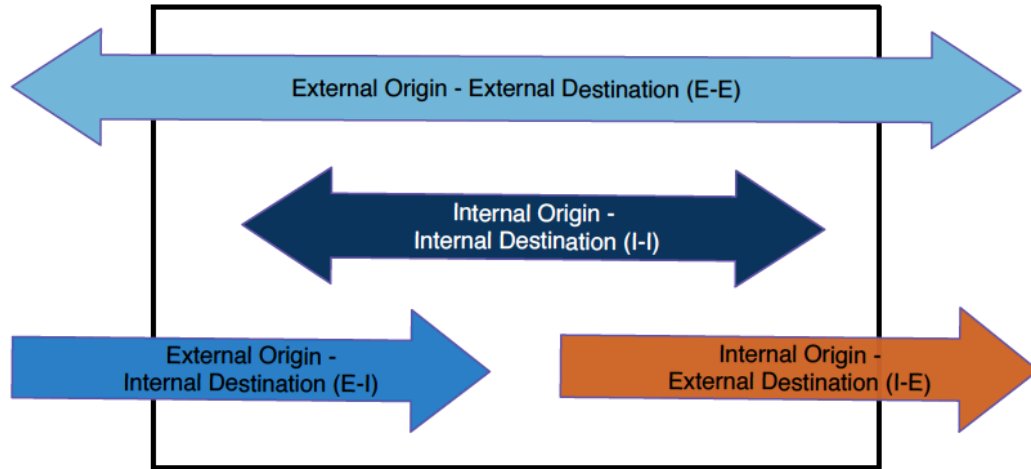 External Origin - External Destination (E-E)
Internal Origin -
Internal Destination (I-I)
External Origin -
Internal Destination (E-I)
Internal Origin -
External Destination (I-E)